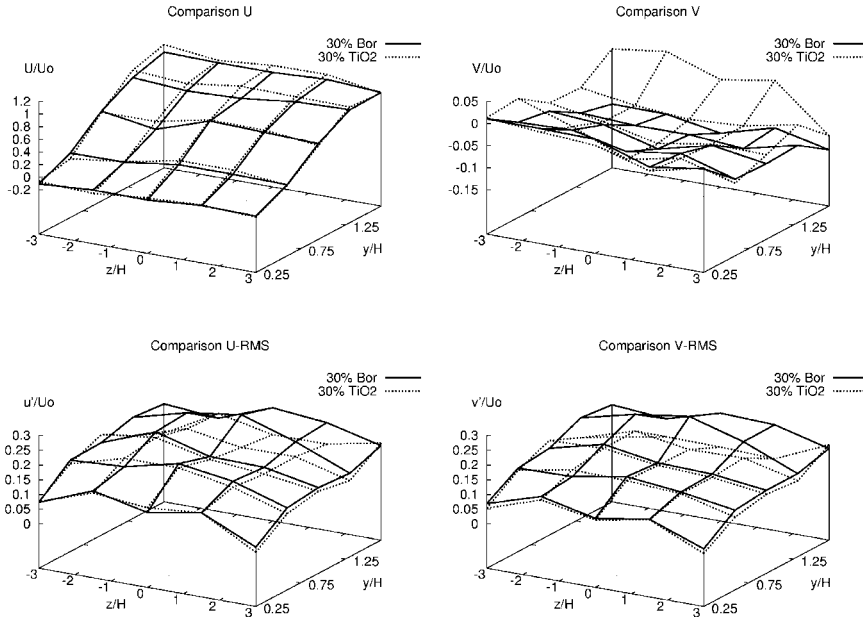 Comparison U
30% Bor
30% TiO2
U/Uo
1.2
1
0.8
0.6
0.4
0.2
0
-0.2
-3
-2
-1
0
1
2
3
z/H
0.25
0.75
1.25
y/H
Comparison V
30% Bor
30% TiO2
V/Uo
0.05
0
-0.05
-0.1
-0.15
-3
-2
-1
0
1
2
3
z/H
0.25
0.75
1.25
y/H
Comparison U-RMS
30% Bor
30% TiO2
u'/Uo
0.3
0.25
0.2
0.15
0.1
0.05
0
-3
-2
-1
0
1
2
3
z/H
0.25
0.75
1.25
y/H
Comparison V-RMS
30% Bor
30% TiO2
v'/Uo
0.3
0.25
0.2
0.15
0.1
0.05
0
-3
-2
-1
0
1
2
3
z/H
0.25
0.75
1.25
y/H